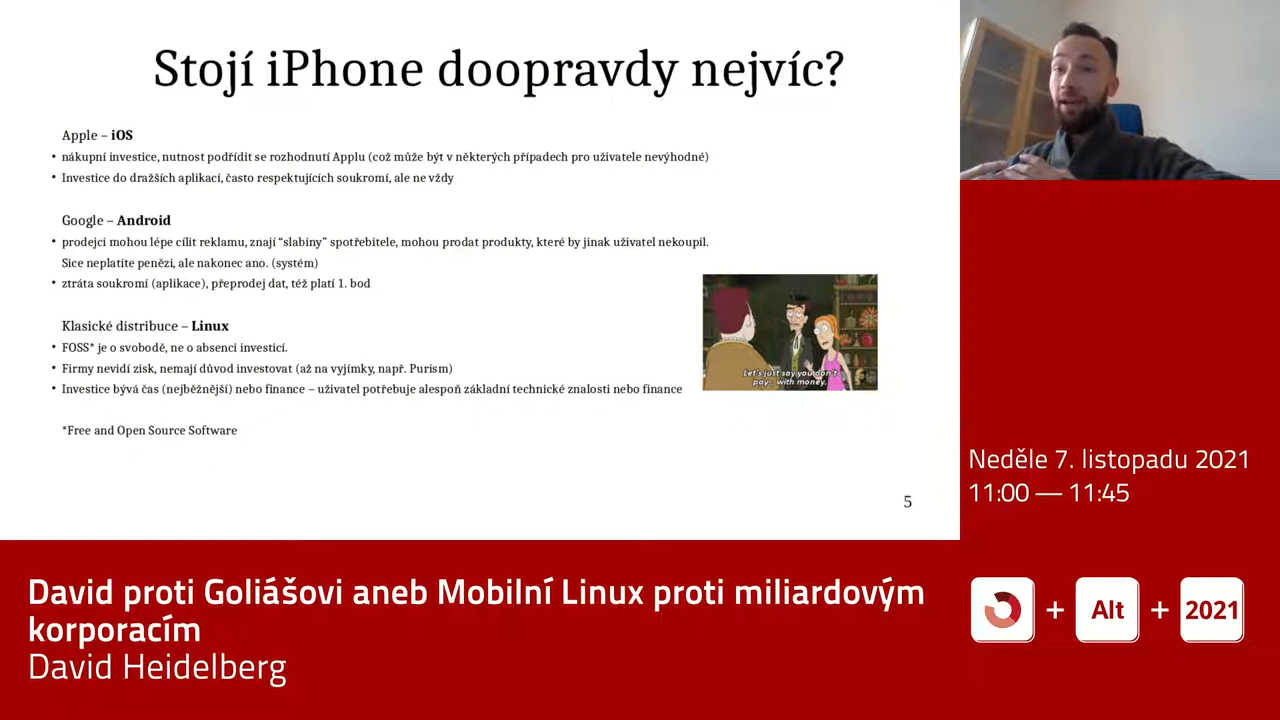 Stojí iPhone doopravdy nejvíc?
Apple – iOS
• nákupní investice, nutnost podřídit se rozhodnutí Applu (což může být v některých případech pro uživatele nevýhodné)
• Investice do dražších aplikací, často respektujících soukromí, ale ne vždy
Google – Android
• prodejci mohou lépe cílit reklamu, znají “slabiny” spotřebitele, mohou prodat produkty, které by jinak uživatel nekoupil.
Sice neplatíte penězi, ale nakonec ano. (systém)
• ztráta soukromí (aplikace), přeprodej dat, též platí 1. bod
Klasické distribuce – Linux
• FOSS* je o svobodě, ne o absenci investicí.
• Firmy nevidí zisk, nemají důvod investovat (až na vyjímky, např. Purism)
• Investice bývá čas (nejběžnější) nebo finance – uživatel potřebuje alespoň základní technické znalosti nebo finance
*Free and Open Source Software
Let's just say you don't
pay-, with money.
5
Neděle 7. listopadu 2021
11:00 — 11:45
David proti Goliášovi aneb Mobilní Linux proti miliardovým
korporacím
David Heidelberg
+ Alt + 2021